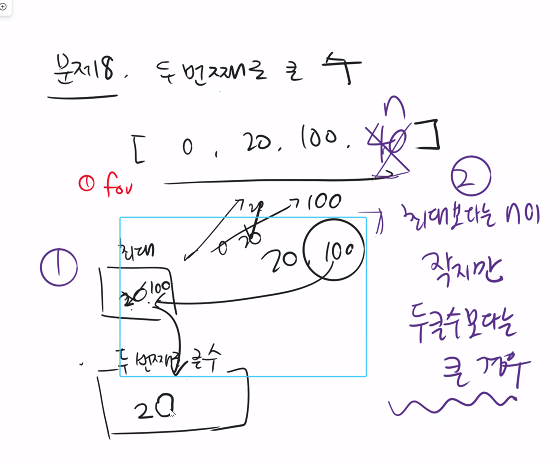 문제18. 두번째로 큰 수
[ 0, 20, 100, 40 ]
n
① for
100
0 20
20 100
①
최대
20 100
두번째로 큰수
20
②
→ 최대보다는 n이
작지만
두큰수보다는
큰 경우